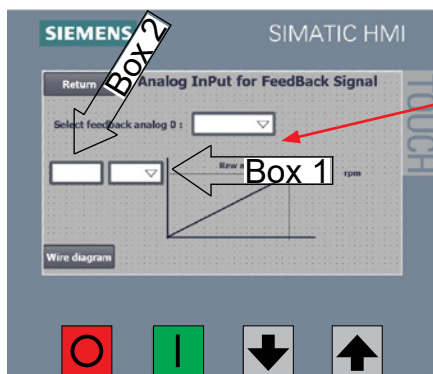 SIEMENS
SIMATIC HMI
TOUCH
Box 2
Return
Analog InPut for FeedBack Signal
Select feedback analog 0 :
Box 1
Raw
rpm
Wire diagram